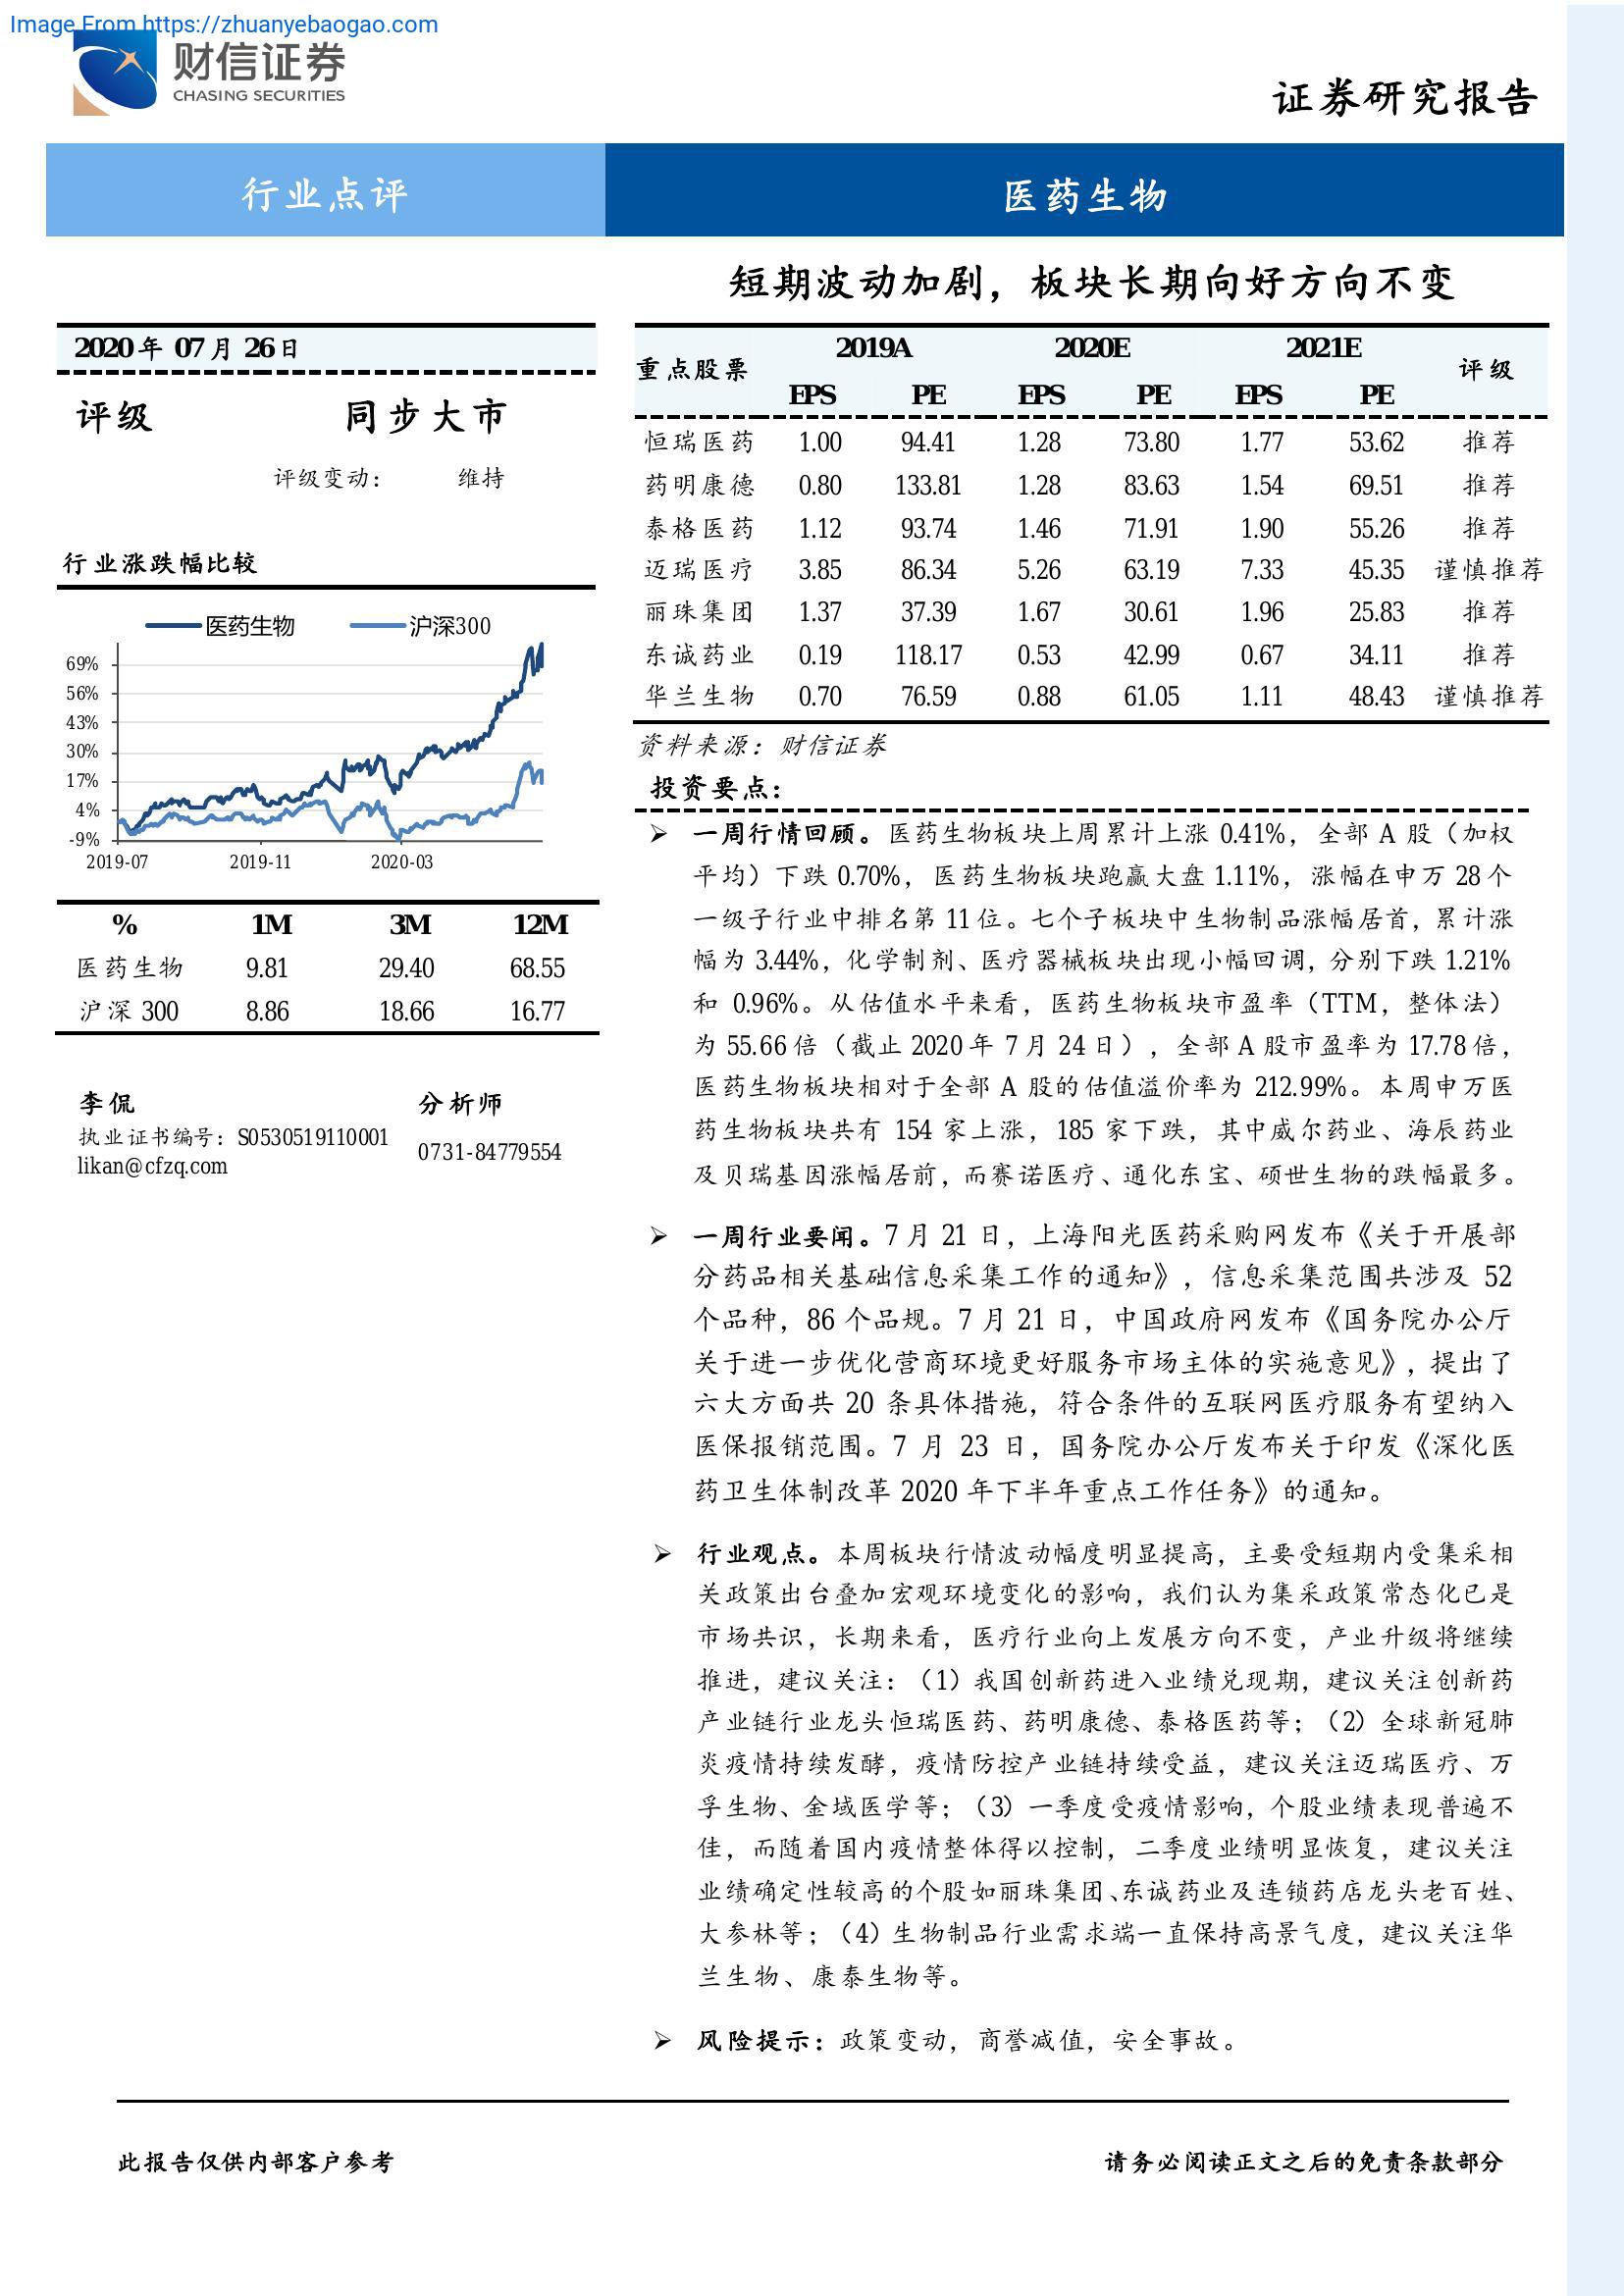 Image From https://zhuanyebaogao.com
财信证券
CHASING SECURITIES
证券研究报告
行业点评
医药生物
短期波动加剧，板块长期向好方向不变
2020 年 07 月 26 日
评级 同步大市
评级变动： 维持
行业涨跌幅比较
医药生物 沪深300
69%
56%
43%
30%
17%
4%
-9%
2019-07 2019-11 2020-03
% 1M 3M 12M
医药生物 9.81 29.40 68.55
沪深 300 8.86 18.66 16.77
李侃 分析师
执业证书编号：S0530519110001 0731-84779554
likan@cfzq.com
重点股票 2019A 2020E 2021E 评级
EPS PE EPS PE EPS PE
恒瑞医药 1.00 94.41 1.28 73.80 1.77 53.62 推荐
药明康德 0.80 133.81 1.28 83.63 1.54 69.51 推荐
泰格医药 1.12 93.74 1.46 71.91 1.90 55.26 推荐
迈瑞医疗 3.85 86.34 5.26 63.19 7.33 45.35 谨慎推荐
丽珠集团 1.37 37.39 1.67 30.61 1.96 25.83 推荐
东诚药业 0.19 118.17 0.53 42.99 0.67 34.11 推荐
华兰生物 0.70 76.59 0.88 61.05 1.11 48.43 谨慎推荐
资料来源：财信证券
投资要点：
➢ 一周行情回顾。医药生物板块上周累计上涨 0.41%，全部 A 股（加权
平均）下跌 0.70%，医药生物板块跑赢大盘 1.11%，涨幅在申万 28 个
一级子行业中排名第 11 位。七个子板块中生物制品涨幅居首，累计涨
幅为 3.44%，化学制剂、医疗器械板块出现小幅回调，分别下跌 1.21%
和 0.96%。从估值水平来看，医药生物板块市盈率（TTM，整体法）
为 55.66 倍（截止 2020 年 7 月 24 日），全部 A 股市盈率为 17.78 倍，
医药生物板块相对于全部 A 股的估值溢价率为 212.99%。本周申万医
药生物板块共有 154 家上涨，185 家下跌，其中威尔药业、海辰药业
及贝瑞基因涨幅居前，而赛诺医疗、通化东宝、硕世生物的跌幅最多。
➢ 一周行业要闻。7 月 21 日，上海阳光医药采购网发布《关于开展部
分药品相关基础信息采集工作的通知》，信息采集范围共涉及 52
个品种，86 个品规。7 月 21 日，中国政府网发布《国务院办公厅
关于进一步优化营商环境更好服务市场主体的实施意见》，提出了
六大方面共 20 条具体措施，符合条件的互联网医疗服务有望纳入
医保报销范围。7 月 23 日，国务院办公厅发布关于印发《深化医
药卫生体制改革 2020 年下半年重点工作任务》的通知。
➢ 行业观点。本周板块行情波动幅度明显提高，主要受短期内受集采相
关政策出台叠加宏观环境变化的影响，我们认为集采政策常态化已是
市场共识，长期来看，医疗行业向上发展方向不变，产业升级将继续
推进，建议关注：（1）我国创新药进入业绩兑现期，建议关注创新药
产业链行业龙头恒瑞医药、药明康德、泰格医药等；（2）全球新冠肺
炎疫情持续发酵，疫情防控产业链持续受益，建议关注迈瑞医疗、万
孚生物、金域医学等；（3）一季度受疫情影响，个股业绩表现普遍不
佳，而随着国内疫情整体得以控制，二季度业绩明显恢复，建议关注
业绩确定性较高的个股如丽珠集团、东诚药业及连锁药店龙头老百姓、
大参林等；（4）生物制品行业需求端一直保持高景气度，建议关注华
兰生物、康泰生物等。
➢ 风险提示：政策变动，商誉减值，安全事故。
此报告仅供内部客户参考 请务必阅读正文之后的免责条款部分